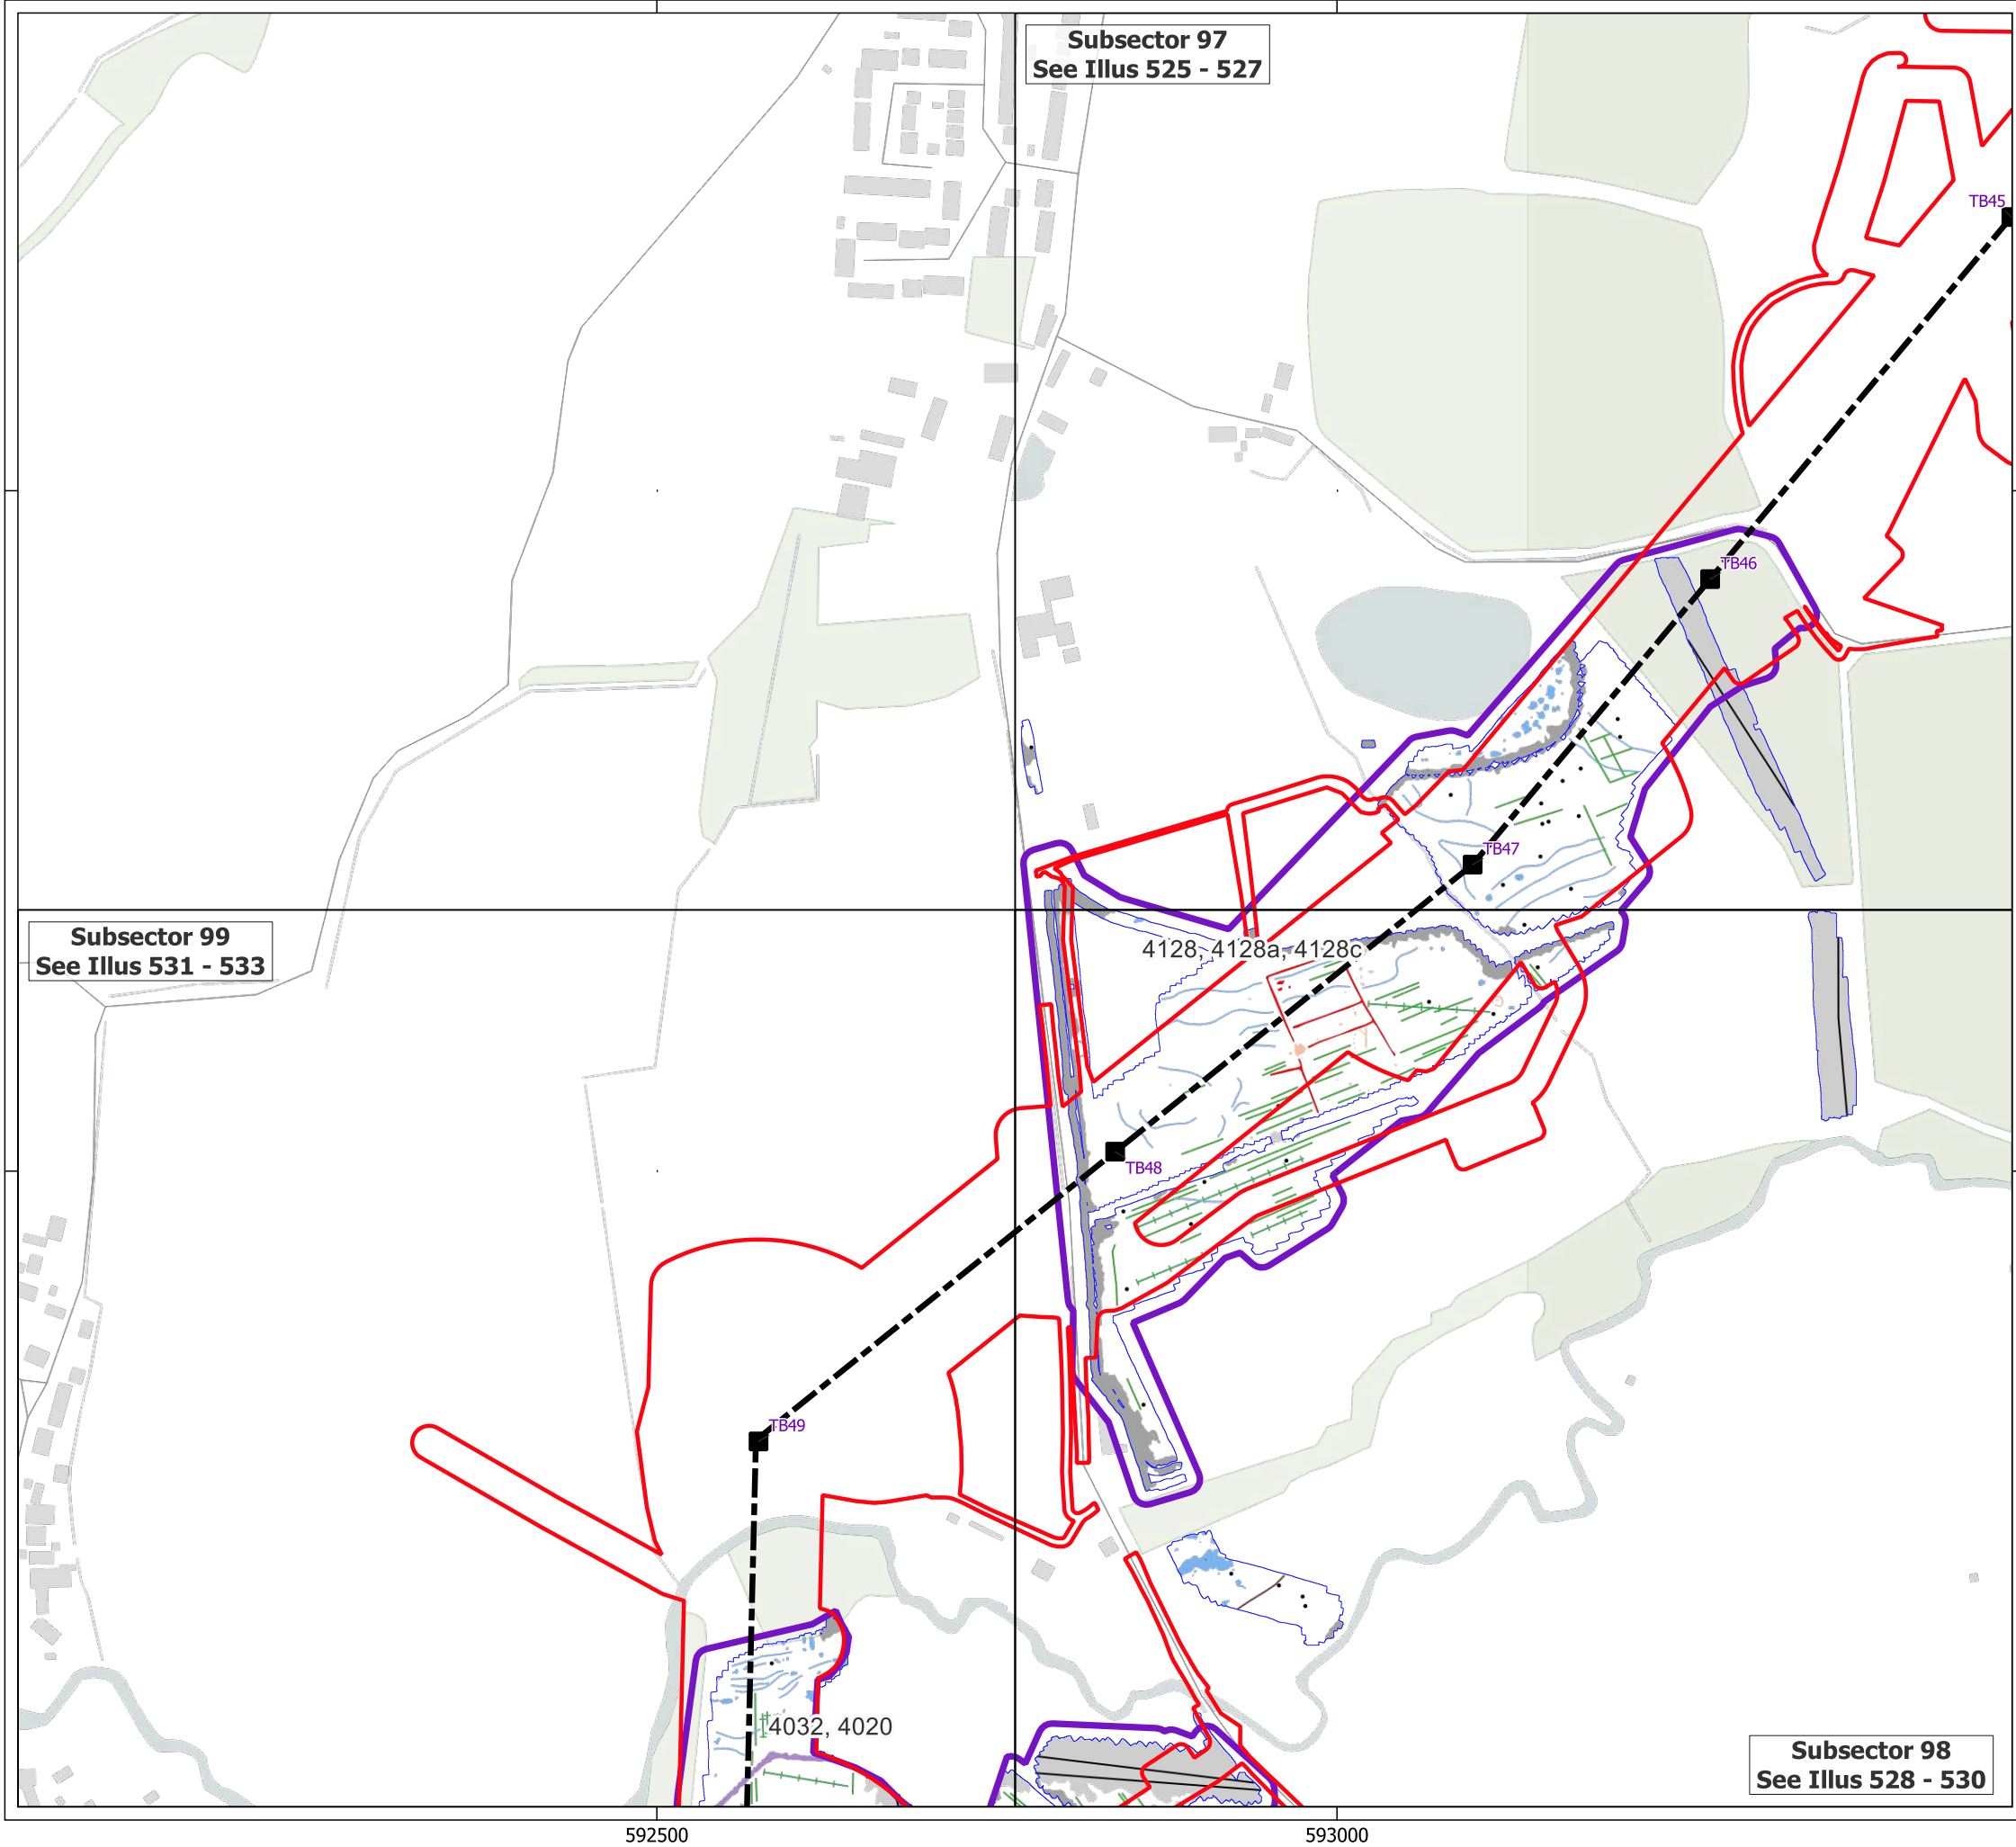 Subsector 97
See Illus 525 - 527
TB45
TB46
TB47
Subsector 99
See Illus 531 - 533
4128, 4128a, 4128c
TB48
TB49
4032, 4020
Subsector 98
See Illus 528 - 530
592500
593000